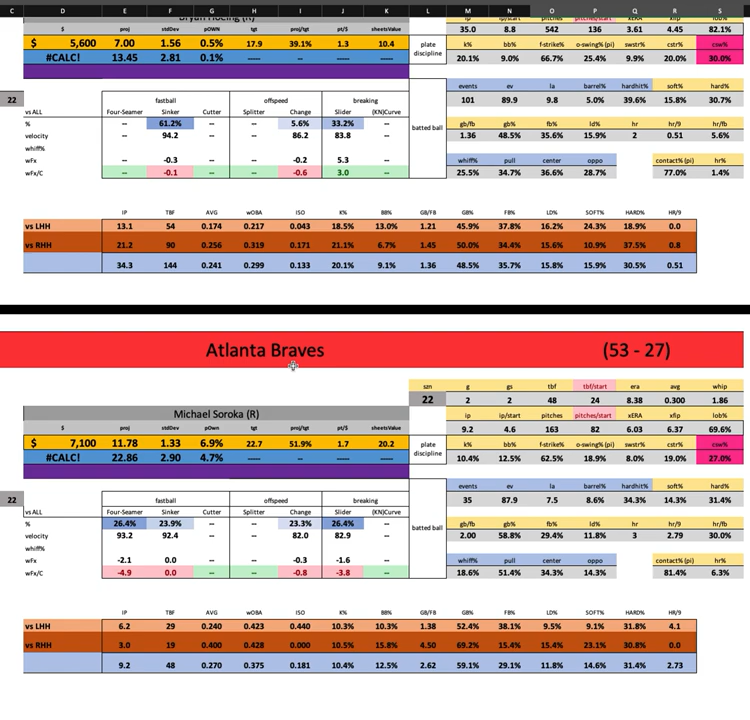 C D E F G H I J K L M N O P Q R S
Bryan Hoeing (R) ip ip/start pitches pitches/start xERA xfip lob%
$ proj stdDev pOWN tgt proj/tgt pt/$ sheetsValue 35.0 8.8 542 136 3.61 4.45 82.1%
$ 5,600 7.00 1.56 0.5% 17.9 39.1% 1.3 10.4 plate discipline k% bb% f-strike% o-swing% (pi) swstr% cstr% csw%
#CALC! 13.45 2.81 0.1% ---- --- ---- 20.1% 9.0% 66.7% 25.4% 9.9% 20.0% 30.0%
events ev la barrel% hardhit% soft% hard%
22 fastball offspeed breaking 101 89.9 9.8 5.0% 39.6% 15.8% 30.7%
vs ALL Four-Seamer Sinker Cutter Splitter Change Slider (KN)Curve
% -- 61.2% -- -- 5.6% 33.2% -- batted ball gb/fb gb% fb% ld% hr hr/9 hr/fb
velocity -- 94.2 -- -- 86.2 83.8 -- 1.36 48.5% 35.6% 15.9% 2 0.51 5.6%
whiff%
wFx -- -0.3 -- -- -0.2 5.3 -- whiff% pull center oppo contact% (pi) hr%
wFx/C -- -0.1 -- -- -0.6 3.0 -- 25.5% 34.7% 36.6% 28.7% 77.0% 1.4%
IP TBF AVG wOBA ISO K% BB% GB/FB GB% FB% LD% SOFT% HARD% HR/9
vs LHH 13.1 54 0.174 0.217 0.043 18.5% 13.0% 1.21 45.9% 37.8% 16.2% 24.3% 18.9% 0.0
vs RHH 21.2 90 0.256 0.319 0.171 21.1% 6.7% 1.45 50.0% 34.4% 15.6% 10.9% 37.5% 0.8
34.3 144 0.241 0.299 0.133 20.1% 9.1% 1.36 48.5% 35.7% 15.8% 15.9% 30.5% 0.51
Atlanta Braves (53 - 27)
szn g gs tbf tbf/start era avg whip
22 2 2 48 24 8.38 0.300 1.86
Michael Soroka (R) ip ip/start pitches pitches/start xERA xfip lob%
$ proj stdDev pOwn tgt proj/tgt pt/$ sheetsValue 9.2 4.6 163 82 6.03 6.37 69.6%
$ 7,100 11.78 1.33 6.9% 22.7 51.9% 1.7 20.2 plate discipline k% bb% f-strike% o-swing% (pi) swstr% cstr% csw%
#CALC! 22.86 2.90 4.7% ---- --- ---- 10.4% 12.5% 62.5% 18.9% 8.0% 19.0% 27.0%
events ev la barrel% hardhit% soft% hard%
22 fastball offspeed breaking 35 87.9 7.5 8.6% 34.3% 14.3% 31.4%
vs ALL Four-Seamer Sinker Cutter Splitter Change Slider (KN)Curve
% 26.4% 23.9% -- -- 23.3% 26.4% -- batted ball gb/fb gb% fb% ld% hr hr/9 hr/fb
velocity 93.2 92.4 -- -- 82.0 82.9 -- 2.00 58.8% 29.4% 11.8% 3 2.79 30.0%
whiff%
wFx -2.1 0.0 -- -- -0.3 -1.6 -- whiff% pull center oppo contact% (pi) hr%
wFx/C -4.9 0.0 -- -- -0.8 -3.8 -- 18.6% 51.4% 34.3% 14.3% 81.4% 6.3%
IP TBF AVG wOBA ISO K% BB% GB/FB GB% FB% LD% SOFT% HARD% HR/9
vs LHH 6.2 29 0.240 0.423 0.440 10.3% 10.3% 1.38 52.4% 38.1% 9.5% 9.1% 31.8% 4.1
vs RHH 3.0 19 0.400 0.428 0.000 10.5% 15.8% 4.50 69.2% 15.4% 15.4% 23.1% 30.8% 0.0
9.2 48 0.270 0.375 0.181 10.4% 12.5% 2.62 59.1% 29.1% 11.8% 14.6% 31.4% 2.73